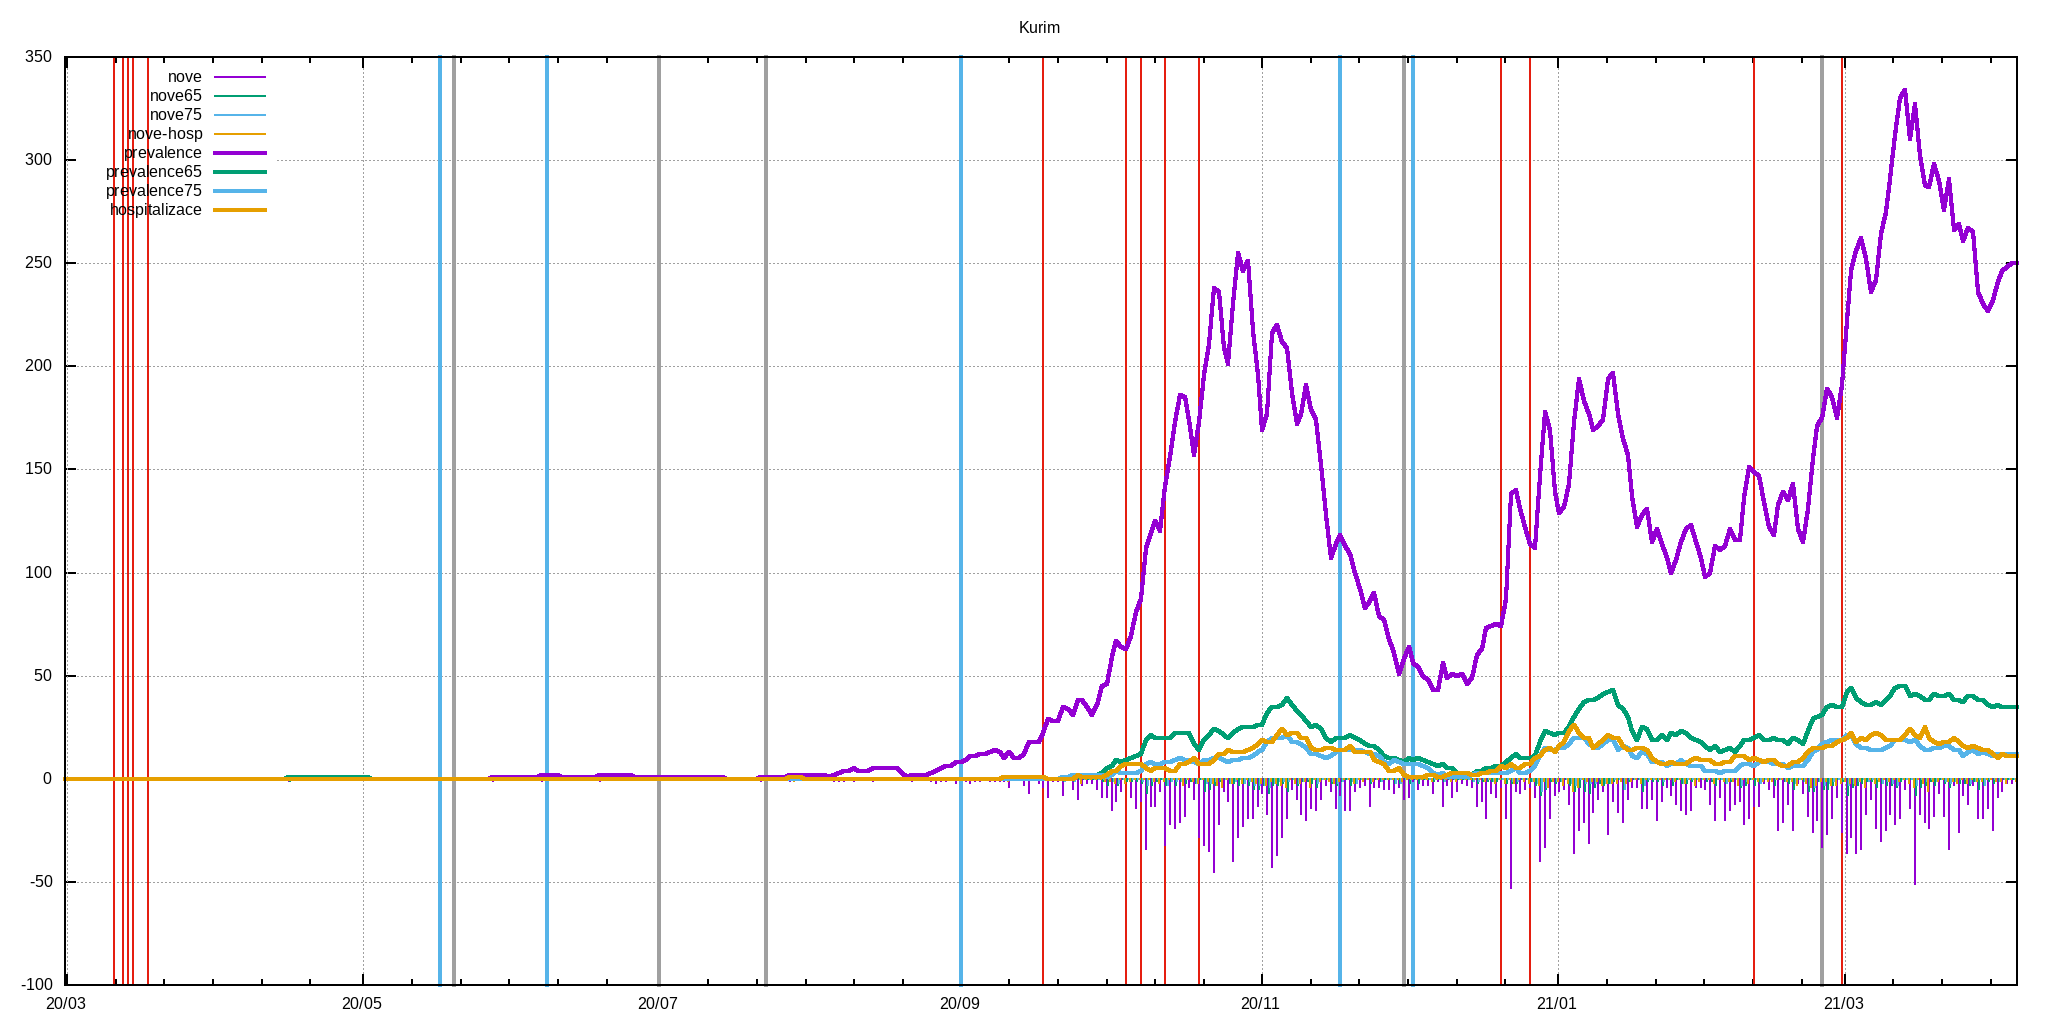 Kurim
350
300
250
200
150
100
50
0
-50
-100
nove
nove65
nove75
nove-hosp
prevalence
prevalence65
prevalence75
hospitalizace
20/03 20/05 20/07 20/09 20/11 21/01 21/03